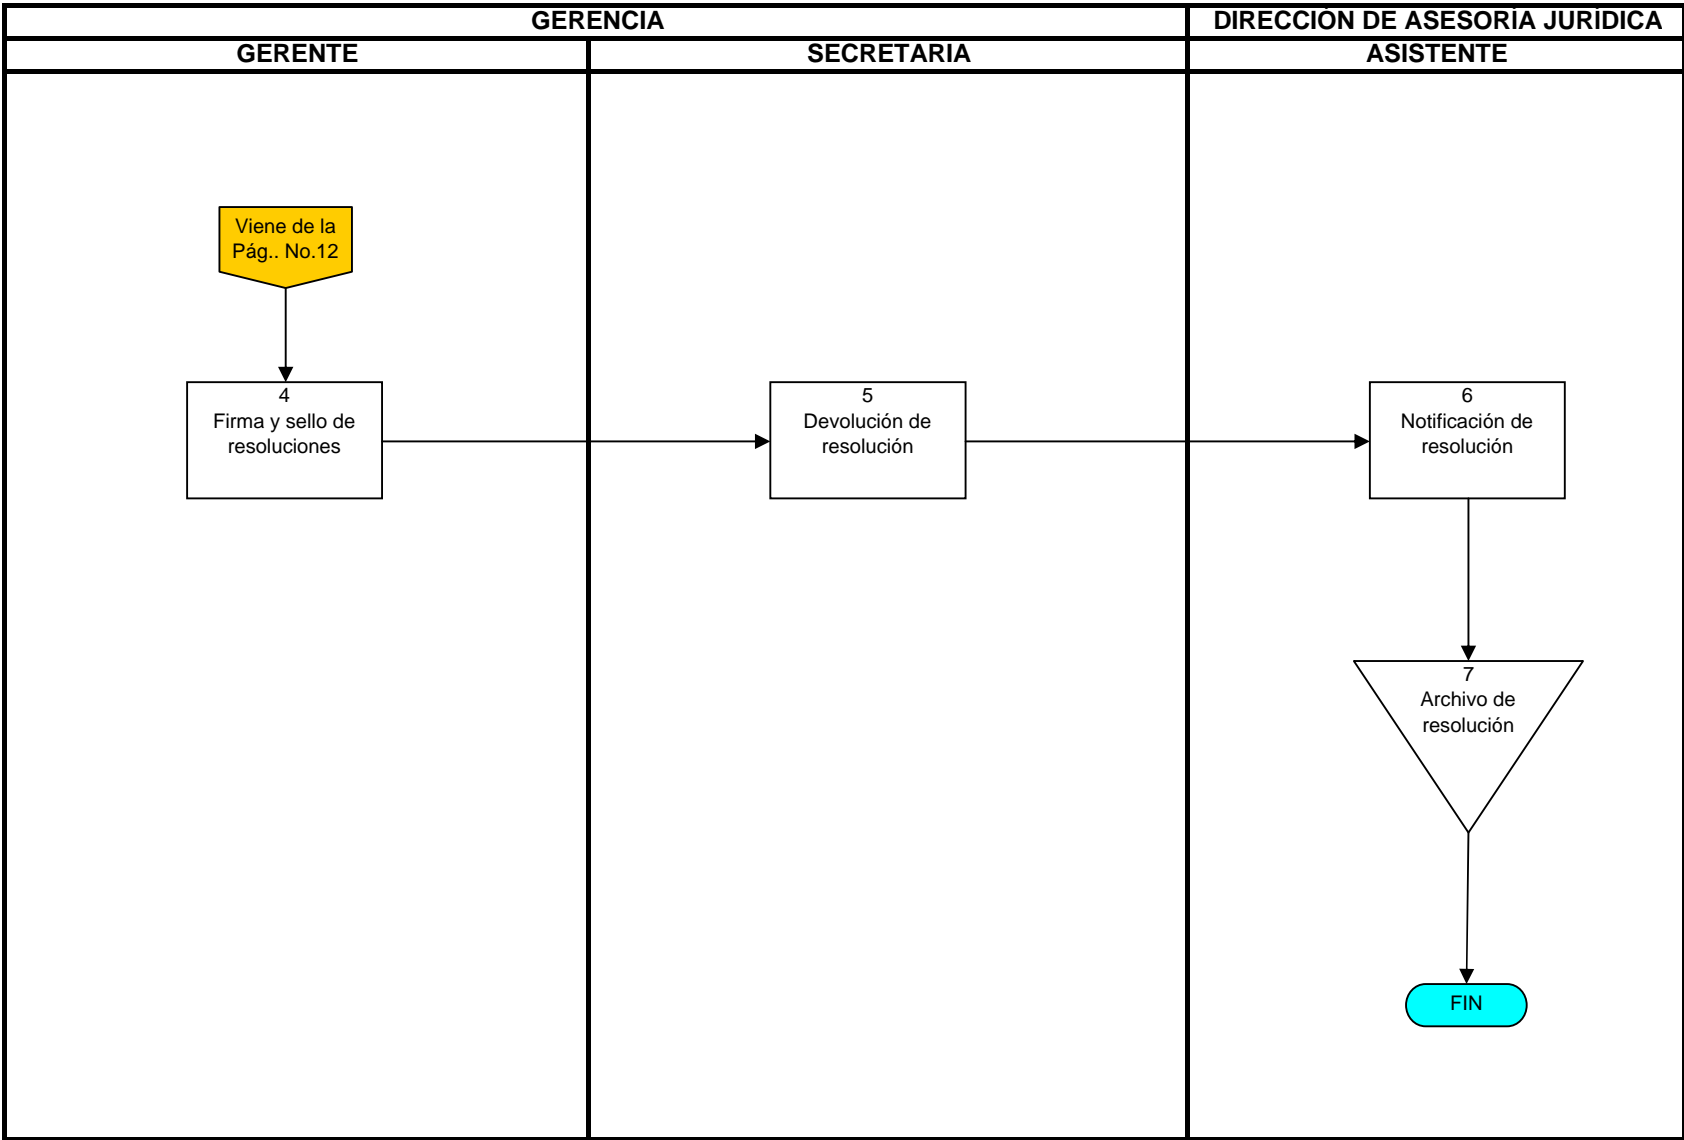 GERENCIA
DIRECCIÓN DE ASESORÍA JURÍDICA
GERENTE
SECRETARIA
ASISTENTE
Viene de la
Pág.. No.12
4
Firma y sello de
resoluciones
5
Devolución de
resolución
6
Notificación de
resolución
7
Archivo de
resolución
FIN